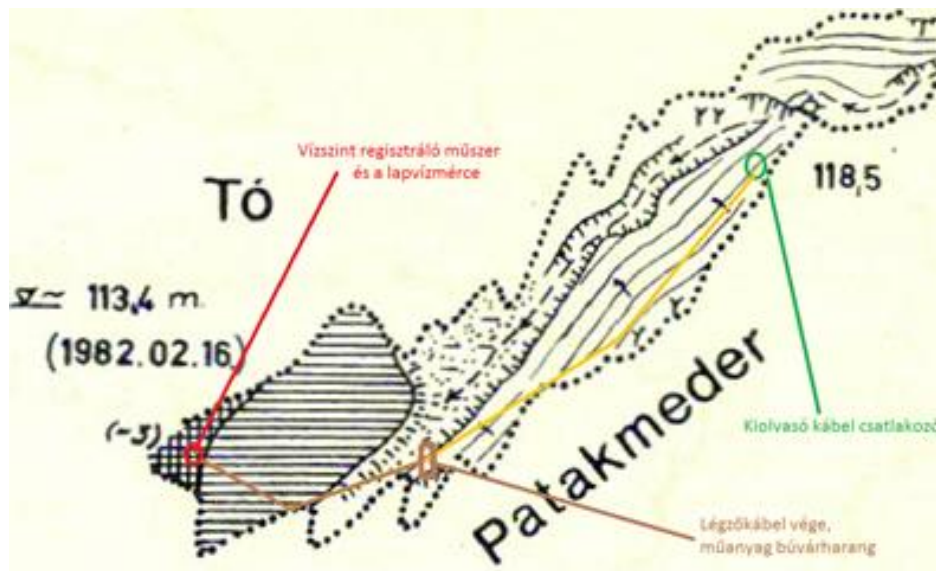 Vízszint regisztráló műszer
és a lapvízmérce
Tó
118,5
113,4 m.
(1982.02.16)
(-3)
Patakmeder
Kiolvasó kábel csatlakozó
Légzőkábel vége,
műanyag búvárharang